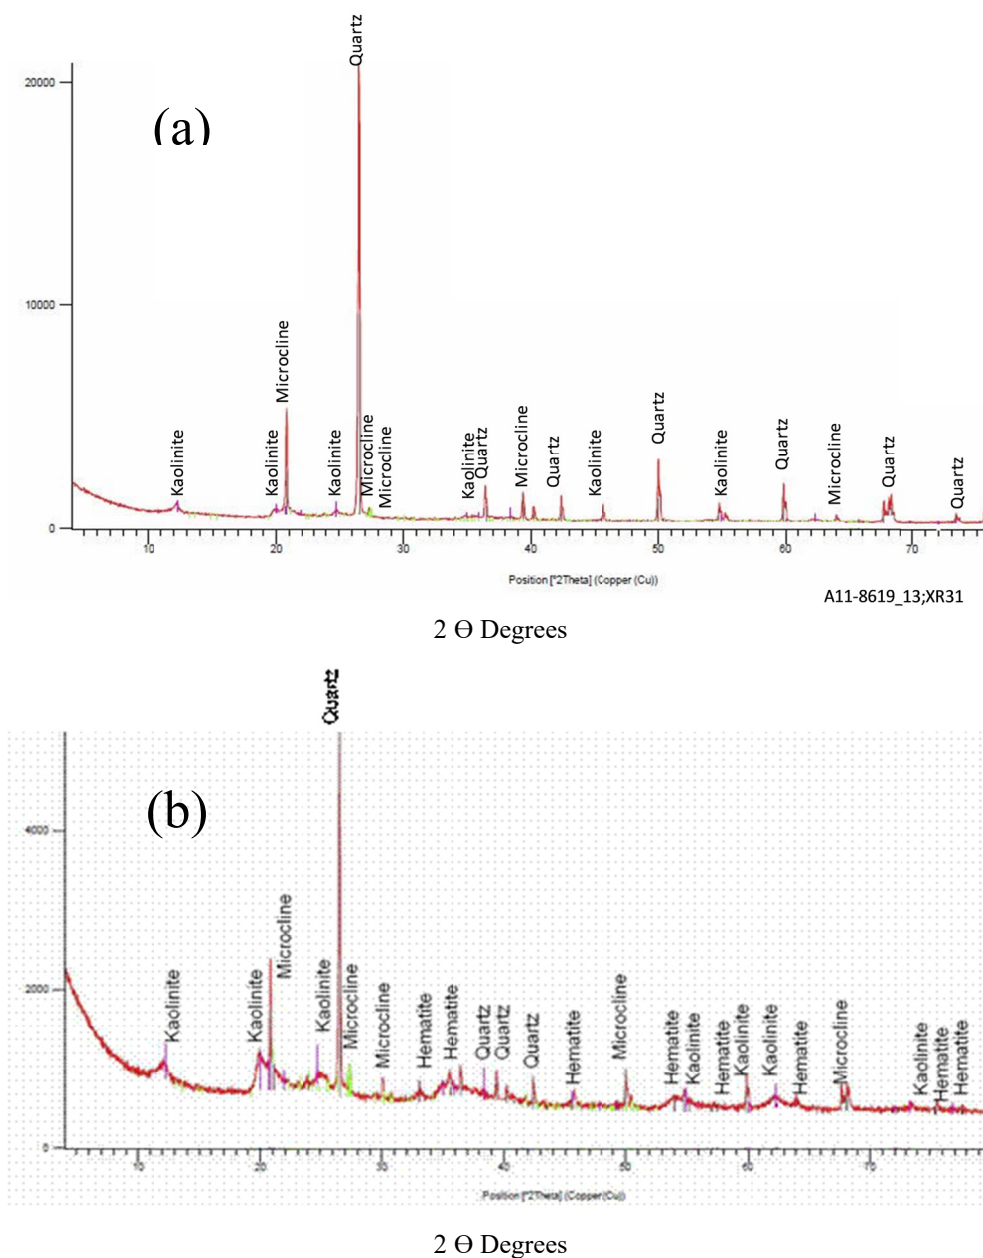 Quartz
20000
(a)
10000
Kaolinite
Kaolinite
Microcline
Kaolinite
Microcline
Microcline
Kaolinite
Quartz
Microcline
Quartz
Kaolinite
Quartz
Kaolinite
Quartz
Microcline
Quartz
Quartz
0
10 20 30 40 50 60 70
Position [°2Theta] (Copper (Cu))
A11-8619_13;XR31
2 Ɵ Degrees
Quartz
(b)
4000
2000
Kaolinite
Kaolinite
Microcline
Kaolinite
Microcline
Microcline
Hematite
Hematite
Quartz
Quartz
Quartz
Hematite
Microcline
Hematite
Kaolinite
Hematite
Kaolinite
Kaolinite
Hematite
Microcline
Kaolinite
Hematite
Hematite
0
10 20 30 40 50 60 70
Position [°2Theta] (Copper (Cu))
2 Ɵ Degrees